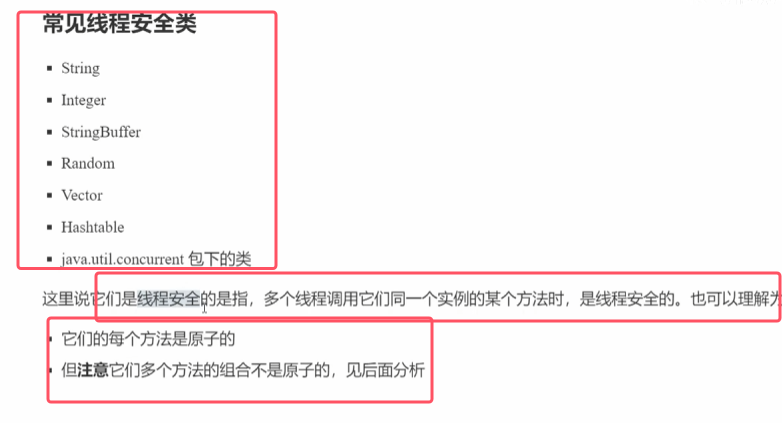 常见线程安全类
▪ String
▪ Integer
▪ StringBuffer
▪ Random
▪ Vector
▪ Hashtable
▪ java.util.concurrent 包下的类
这里说它们是线程安全的是指，多个线程调用它们同一个实例的某个方法时，是线程安全的。也可以理解为
▪ 它们的每个方法是原子的
▪ 但注意它们多个方法的组合不是原子的，见后面分析